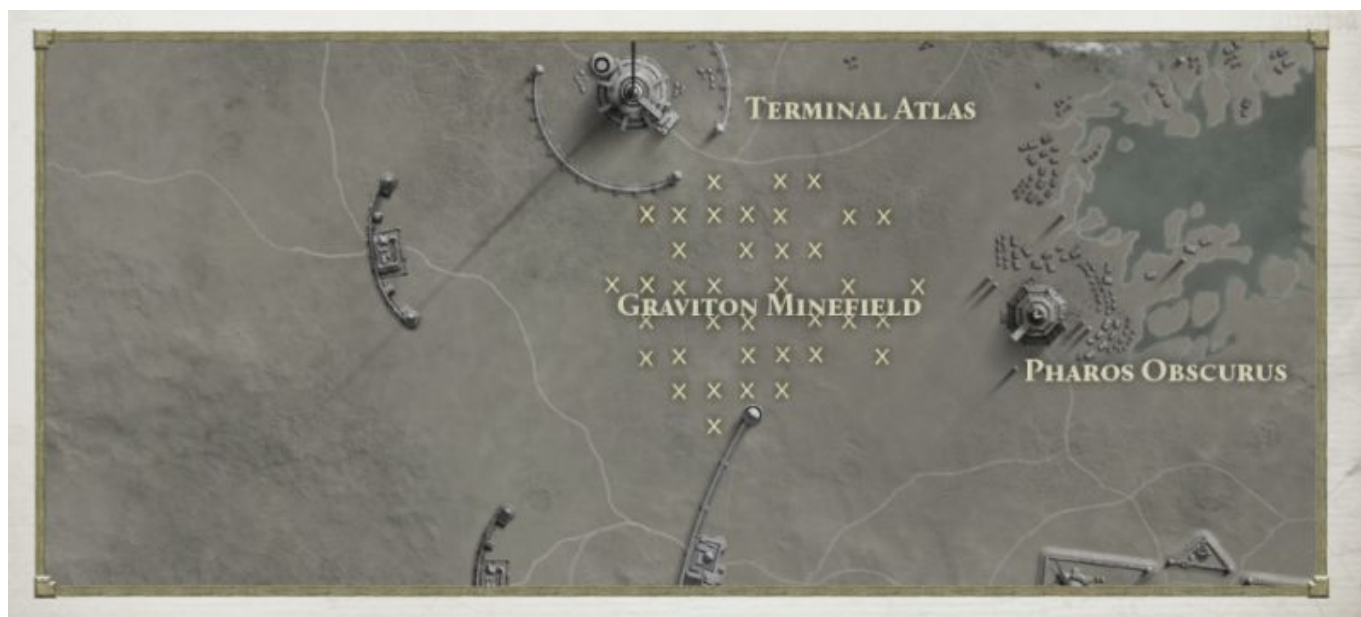 Terminal Atlas
X X X
X X X X X X X
X X X X
X X X X X X X
Graviton Minefield
X X X X X X
X X X X X X
X X X X
X
Pharos Obscurus